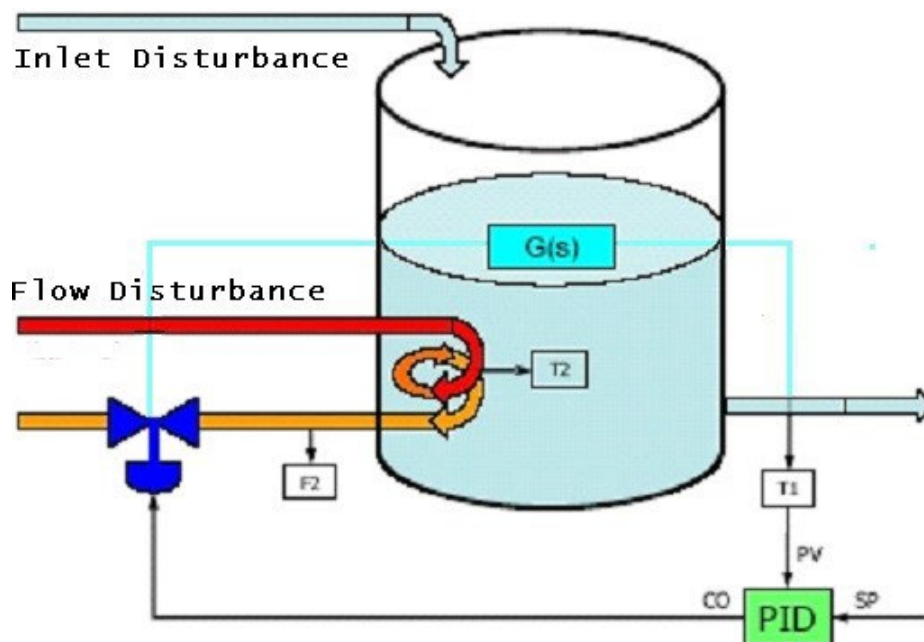 Inlet Disturbance
G(s)
Flow Disturbance
T2
F2
T1
PV
CO
PID
SP